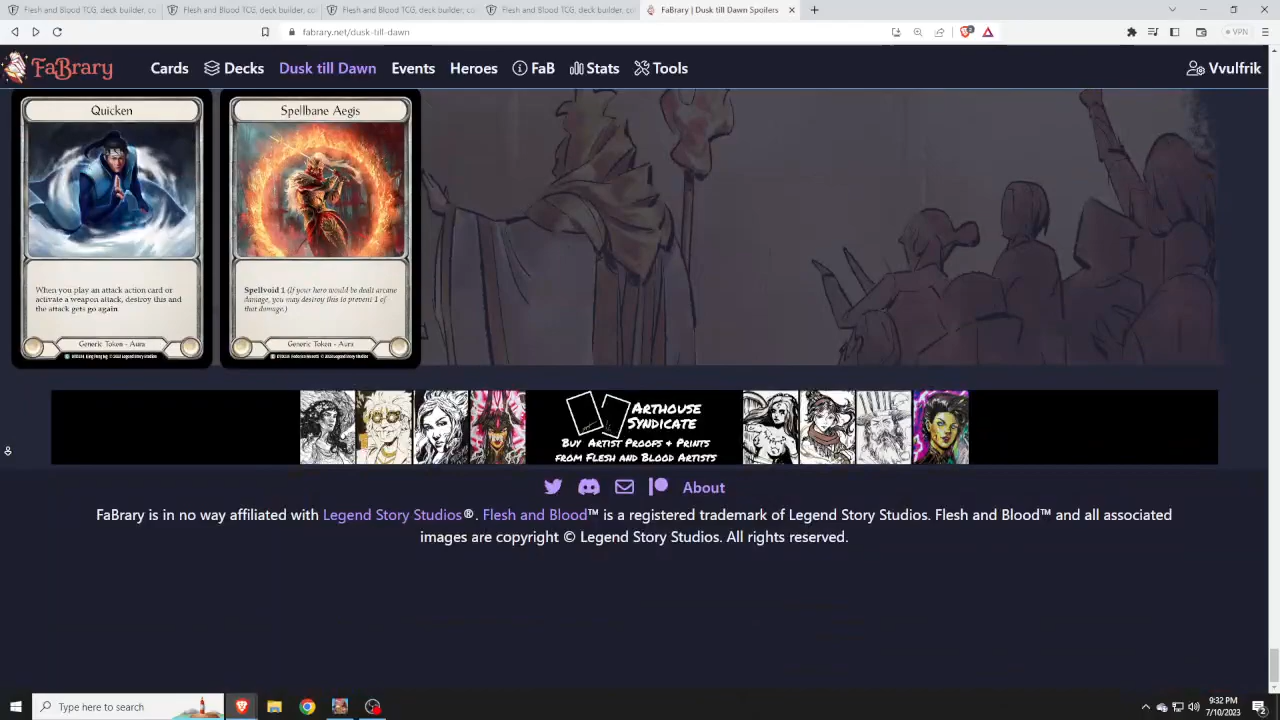 Flesh and Blood TCG, deck builder, co
Flesh and Blood TCG, deck builder, co
Flesh and Blood TCG, deck builder, co
Flesh and Blood TCG, deck builder, co
FaBrary | Dusk till Dawn Spoilers
fabrary.net/dusk-till-dawn
VPN
FaBrary
Cards
Decks
Dusk till Dawn
Events
Heroes
FaB
Stats
Tools
Vvulfrik
Quicken
Spellbane Aegis
When you play an attack action card or
activate a weapon attack, destroy this and
the attack gets go again
Spellvoid 1 (If your hero would be dealt arcane
damage, you may destroy this to prevent 1 of
that damage.)
Generic Token - Aura
Generic Token - Aura
Arthouse
Syndicate
Buy Artist Proofs & Prints
from Flesh and Blood Artists
About
FaBrary is in no way affiliated with Legend Story Studios®. Flesh and Blood™ is a registered trademark of Legend Story Studios. Flesh and Blood™ and all associated
images are copyright © Legend Story Studios. All rights reserved.
Type here to search
9:32 PM
7/10/2023
2